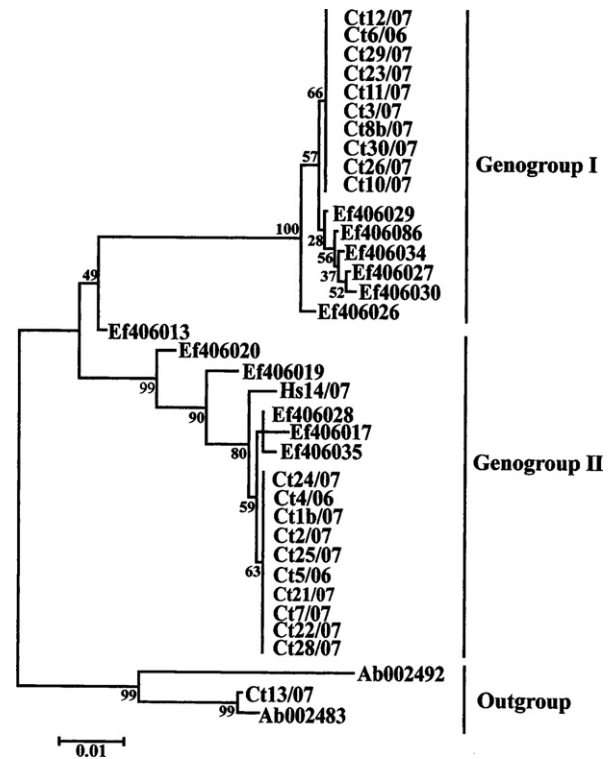 Ct12/07
Ct6/06
Ct29/07
Ct23/07
Ct11/07
66
Ct3/07
Ct8b/07
Ct30/07
Ct26/07
Ct10/07
57
Genogroup I
Ef406029
100
28
Ef406086
56
Ef406034
37
Ef406027
52
Ef406030
Ef406026
49
Ef406013
Ef406020
99
Ef406019
90
Hs14/07
Ef406028
Ef406017
80
Ef406035
Genogroup II
Ct24/07
Ct4/06
59
Ct1b/07
Ct2/07
Ct25/07
63
Ct5/06
Ct21/07
Ct7/07
Ct22/07
Ct28/07
Ab002492
99
Ct13/07
99
Ab002483
Outgroup
0.01